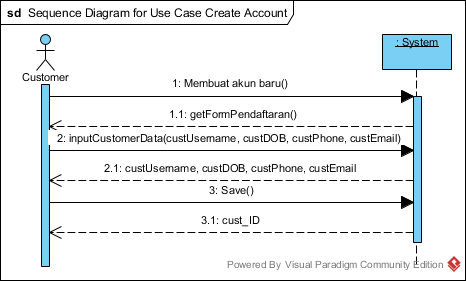 sd Sequence Diagram for Use Case Create Account
Customer
: System
1: Membuat akun baru()
1.1: getFormPendaftaran()
2: inputCustomerData(custUsername, custDOB, custPhone, custEmail)
2.1: custUsername, custDOB, custPhone, custEmail
3: Save()
3.1: cust_ID
Powered By Visual Paradigm Community Edition